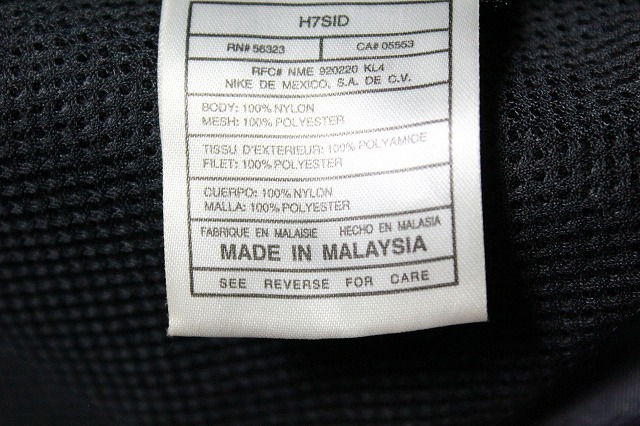 H7SID
RN# 56323 CA# 05553
RFC# NME 920220 KL4
NIKE DE MEXICO, S.A. DE C.V.
BODY: 100% NYLON
MESH: 100% POLYESTER
TISSU D'EXTERIEUR: 100% POLYAMIDE
FILET: 100% POLYESTER
CUERPO: 100% NYLON
MALLA: 100% POLYESTER
FABRIQUE EN MALAISIE HECHO EN MALASIA
MADE IN MALAYSIA
SEE REVERSE FOR CARE